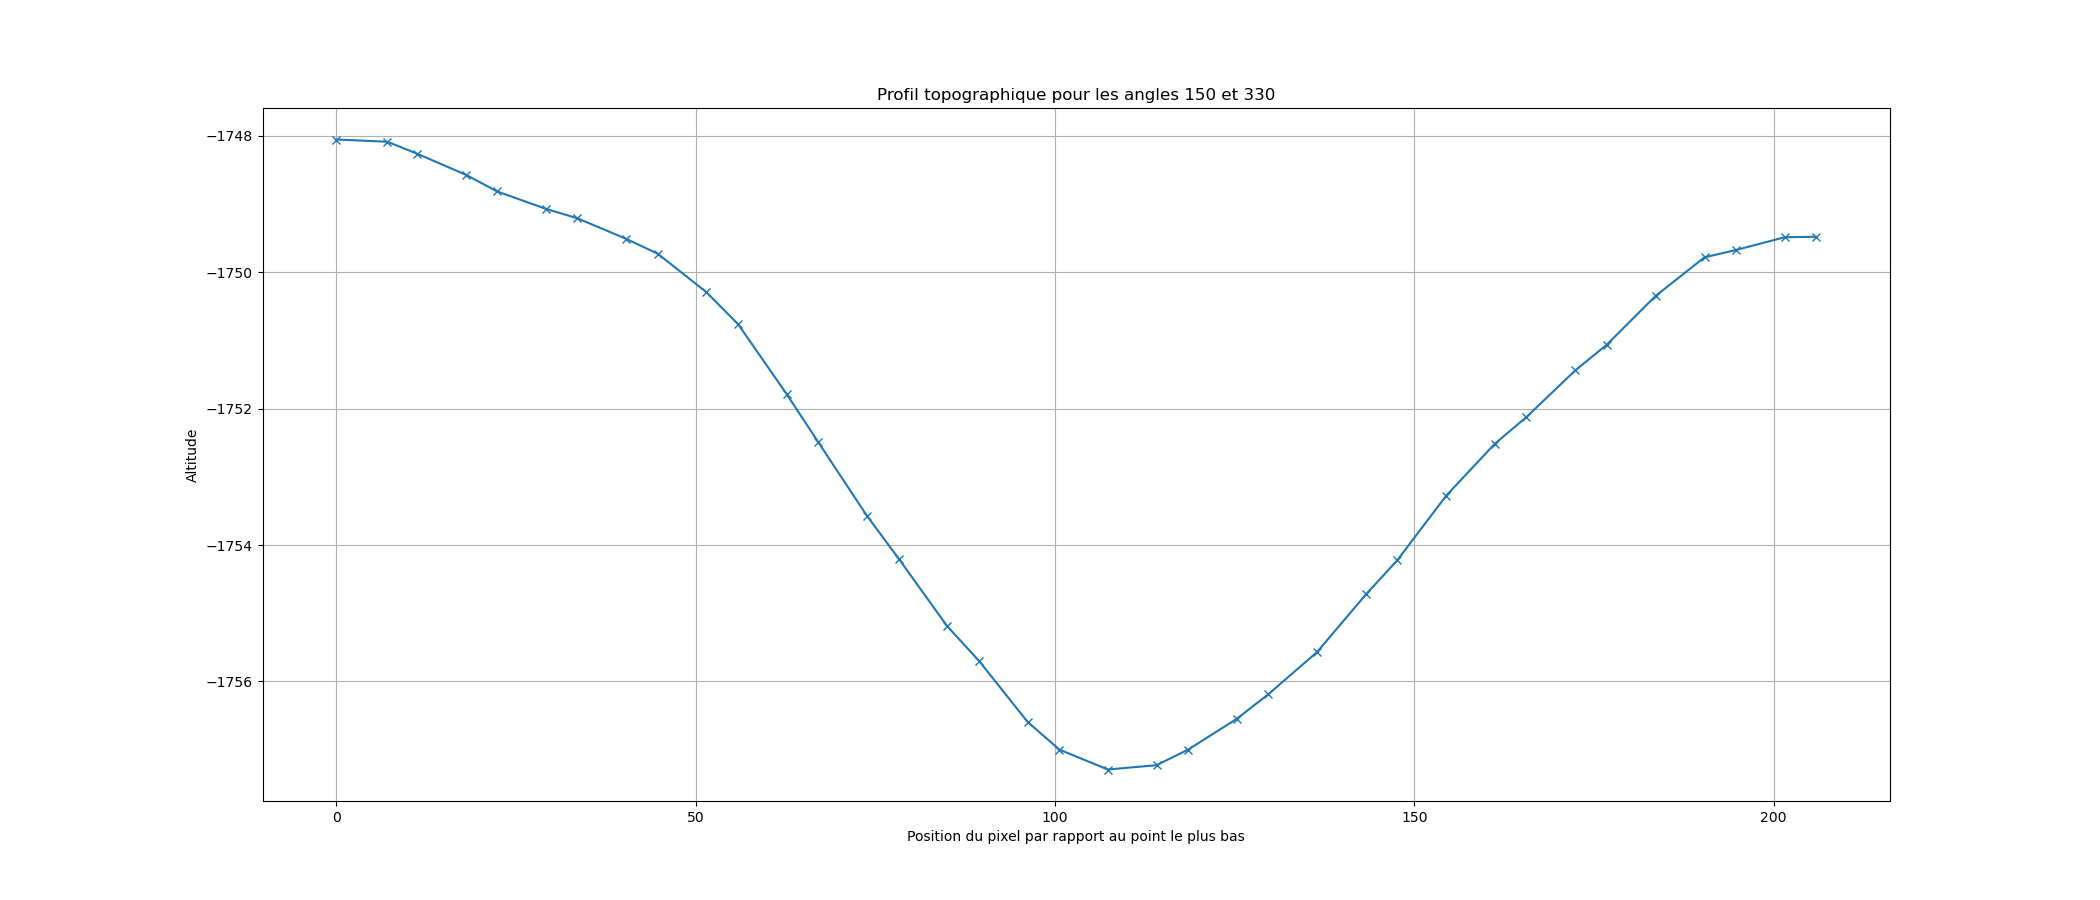 Profil topographique pour les angles 150 et 330
−1748
−1750
−1752
−1754
−1756
Altitude
0 50 100 150 200
Position du pixel par rapport au point le plus bas